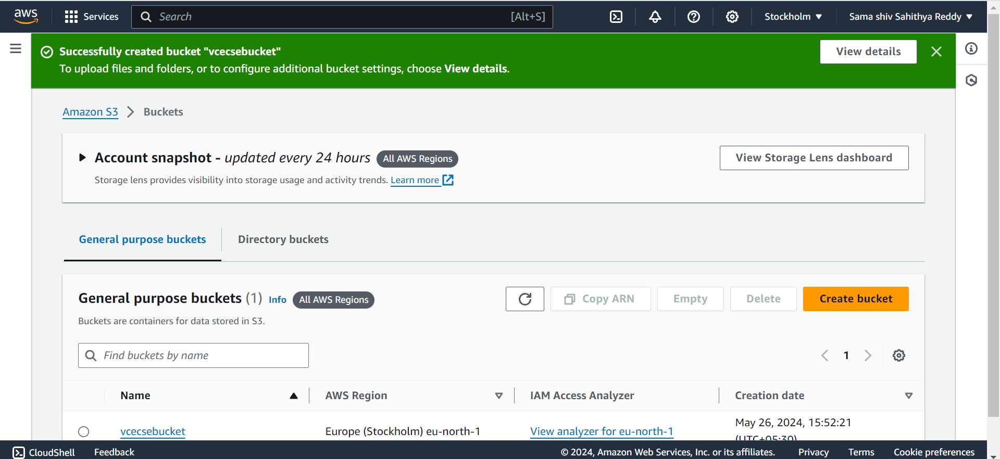 aws
Services
Search
[Alt+S]
Stockholm
Sama shiv Sahithya Reddy
Successfully created bucket "vcecsebucket"
To upload files and folders, or to configure additional bucket settings, choose View details.
View details
Amazon S3
Buckets
Account snapshot - updated every 24 hours
All AWS Regions
View Storage Lens dashboard
Storage lens provides visibility into storage usage and activity trends. Learn more
General purpose buckets
Directory buckets
General purpose buckets (1)
Info
All AWS Regions
Copy ARN
Empty
Delete
Create bucket
Buckets are containers for data stored in S3.
Find buckets by name
1
Name
AWS Region
IAM Access Analyzer
Creation date
vcecsebucket
Europe (Stockholm) eu-north-1
View analyzer for eu-north-1
May 26, 2024, 15:52:21
(UTC+05:30)
CloudShell
Feedback
© 2024, Amazon Web Services, Inc. or its affiliates.
Privacy
Terms
Cookie preferences